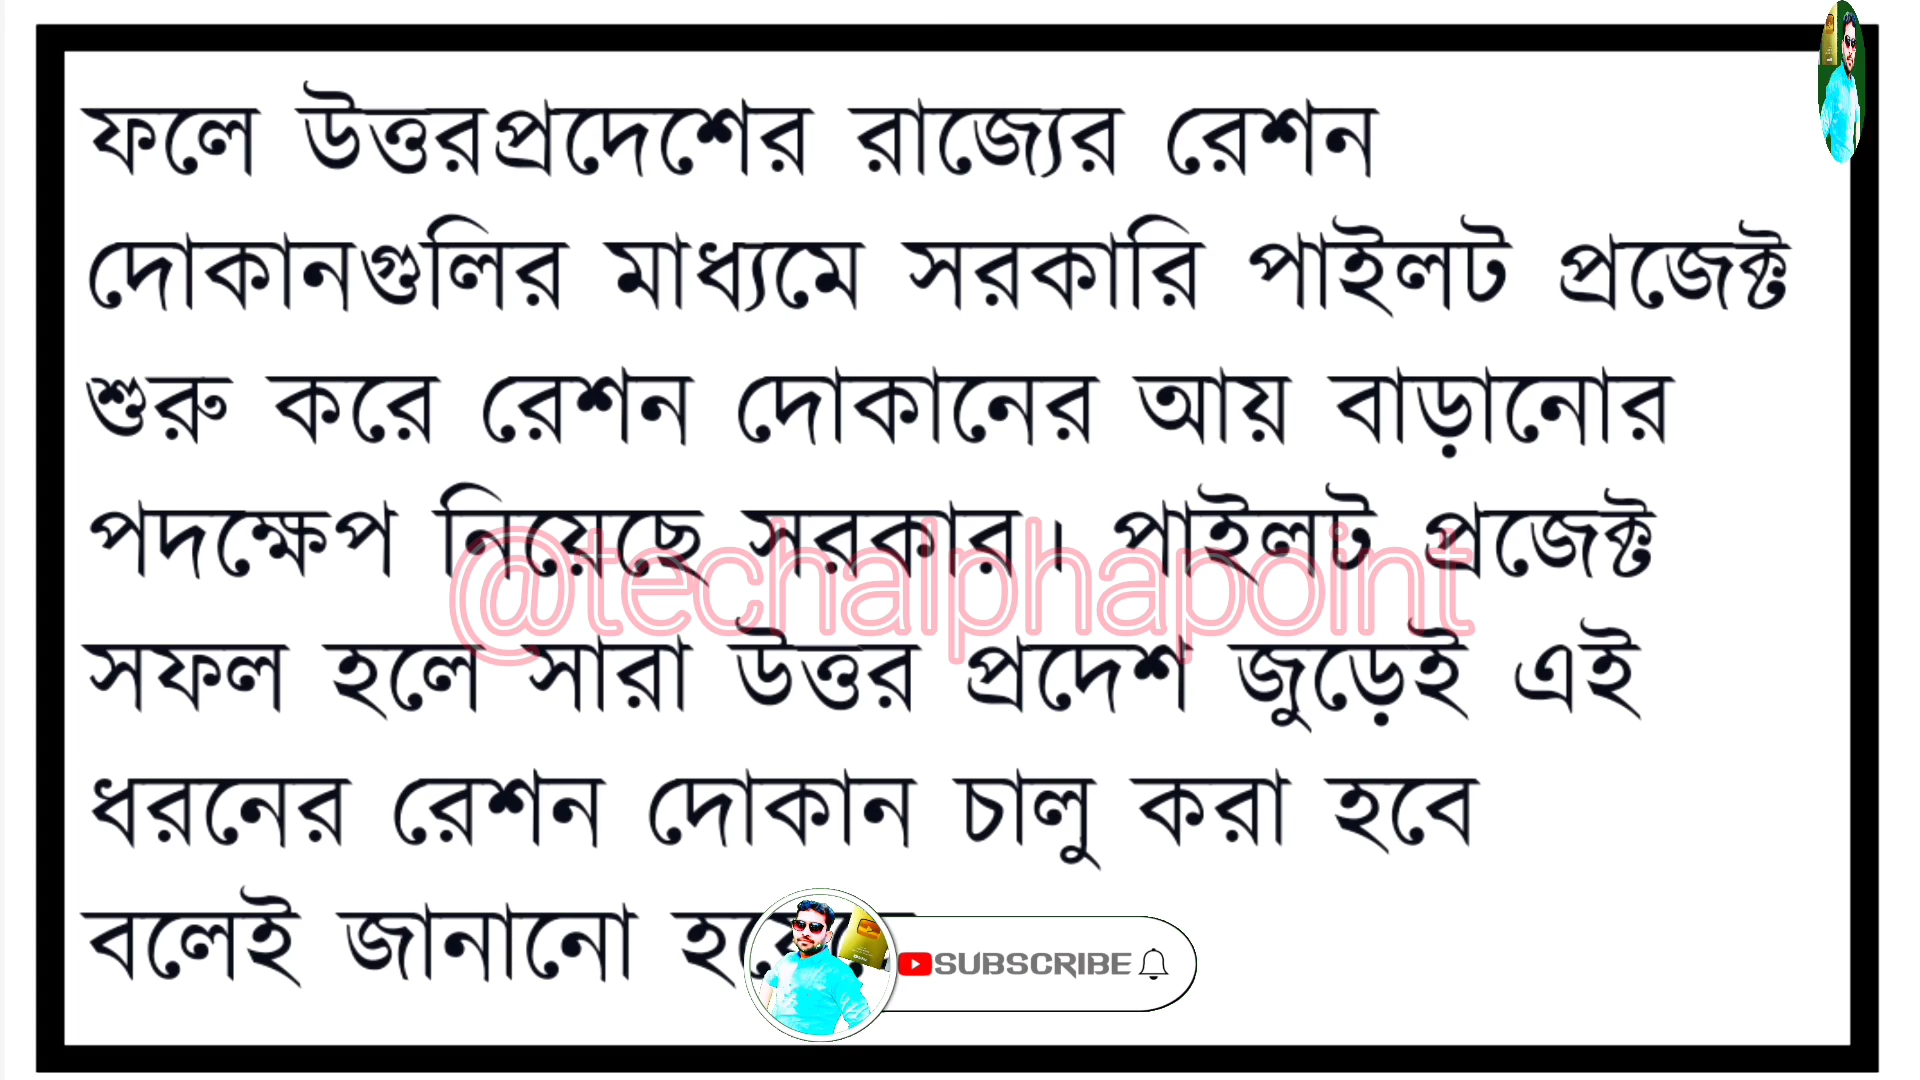 ফলে উত্তরপ্রদেশের রাজ্যের রেশন
দোকানগুলির মাধ্যমে সরকারি পাইলট প্রজেক্ট
শুরু করে রেশন দোকানের আয় বাড়ানোর
পদক্ষেপ নিয়েছে সরকার। পাইলট প্রজেক্ট
@techalphapoint
সফল হলে সারা উত্তর প্রদেশ জুড়েই এই
ধরনের রেশন দোকান চালু করা হবে
বলেই জানানো
SUBSCRIBE